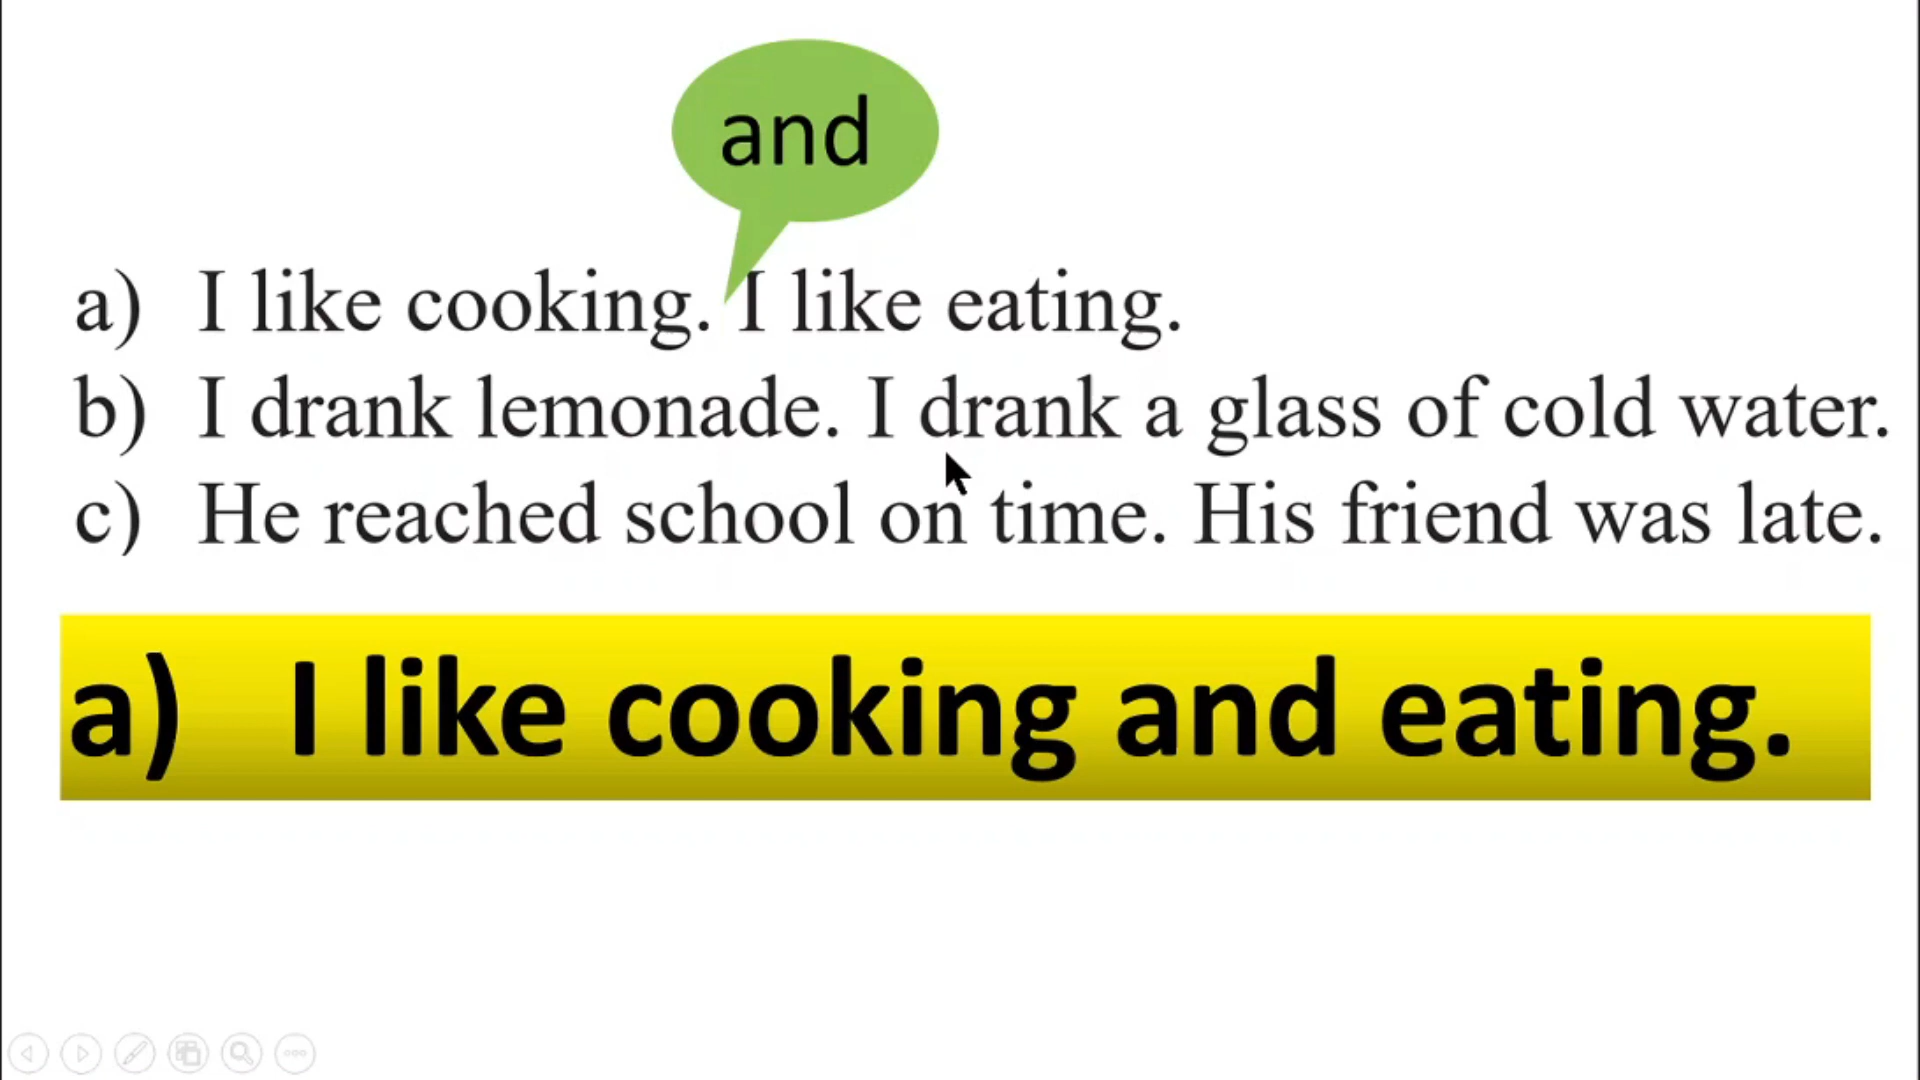 and
a) I like cooking. I like eating.
b) I drank lemonade. I drank a glass of cold water.
c) He reached school on time. His friend was late.
a) I like cooking and eating.